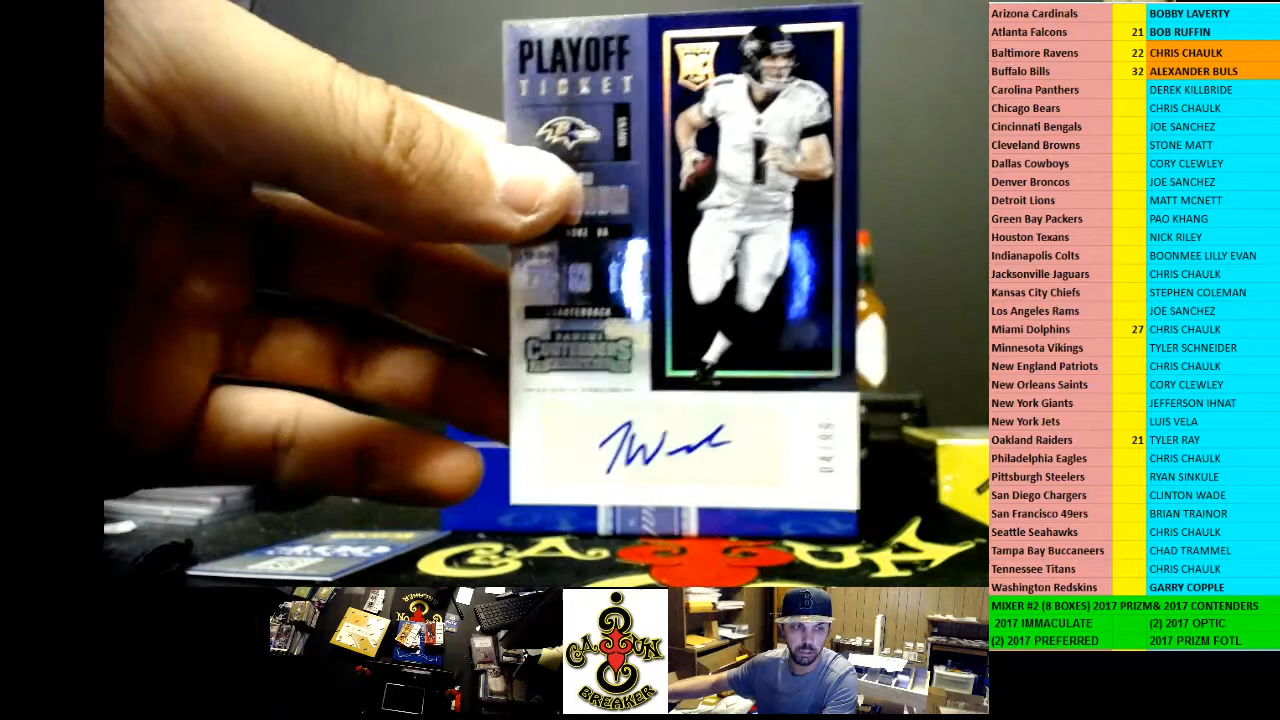 PLAYOFF
TICKET
RC
RAVENS
QUARTERBACK
PANINI
CONTENDERS
CAJUN
BREAKER
Arizona Cardinals BOBBY LAVERTY
Atlanta Falcons 21 BOB RUFFIN
Baltimore Ravens 22 CHRIS CHAULK
Buffalo Bills 32 ALEXANDER BULS
Carolina Panthers DEREK KILLBRIDE
Chicago Bears CHRIS CHAULK
Cincinnati Bengals JOE SANCHEZ
Cleveland Browns STONE MATT
Dallas Cowboys CORY CLEWLEY
Denver Broncos JOE SANCHEZ
Detroit Lions MATT MCNETT
Green Bay Packers PAO KHANG
Houston Texans NICK RILEY
Indianapolis Colts BOONMEE LILLY EVAN
Jacksonville Jaguars CHRIS CHAULK
Kansas City Chiefs STEPHEN COLEMAN
Los Angeles Rams JOE SANCHEZ
Miami Dolphins 27 CHRIS CHAULK
Minnesota Vikings TYLER SCHNEIDER
New England Patriots CHRIS CHAULK
New Orleans Saints CORY CLEWLEY
New York Giants JEFFERSON IHNAT
New York Jets LUIS VELA
Oakland Raiders 21 TYLER RAY
Philadelphia Eagles CHRIS CHAULK
Pittsburgh Steelers RYAN SINKULE
San Diego Chargers CLINTON WADE
San Francisco 49ers BRIAN TRAINOR
Seattle Seahawks CHRIS CHAULK
Tampa Bay Buccaneers CHAD TRAMMEL
Tennessee Titans CHRIS CHAULK
Washington Redskins GARRY COPPLE
MIXER #2 (8 BOXES) 2017 PRIZM& 2017 CONTENDERS
2017 IMMACULATE (2) 2017 OPTIC
(2) 2017 PREFERRED 2017 PRIZM FOTL